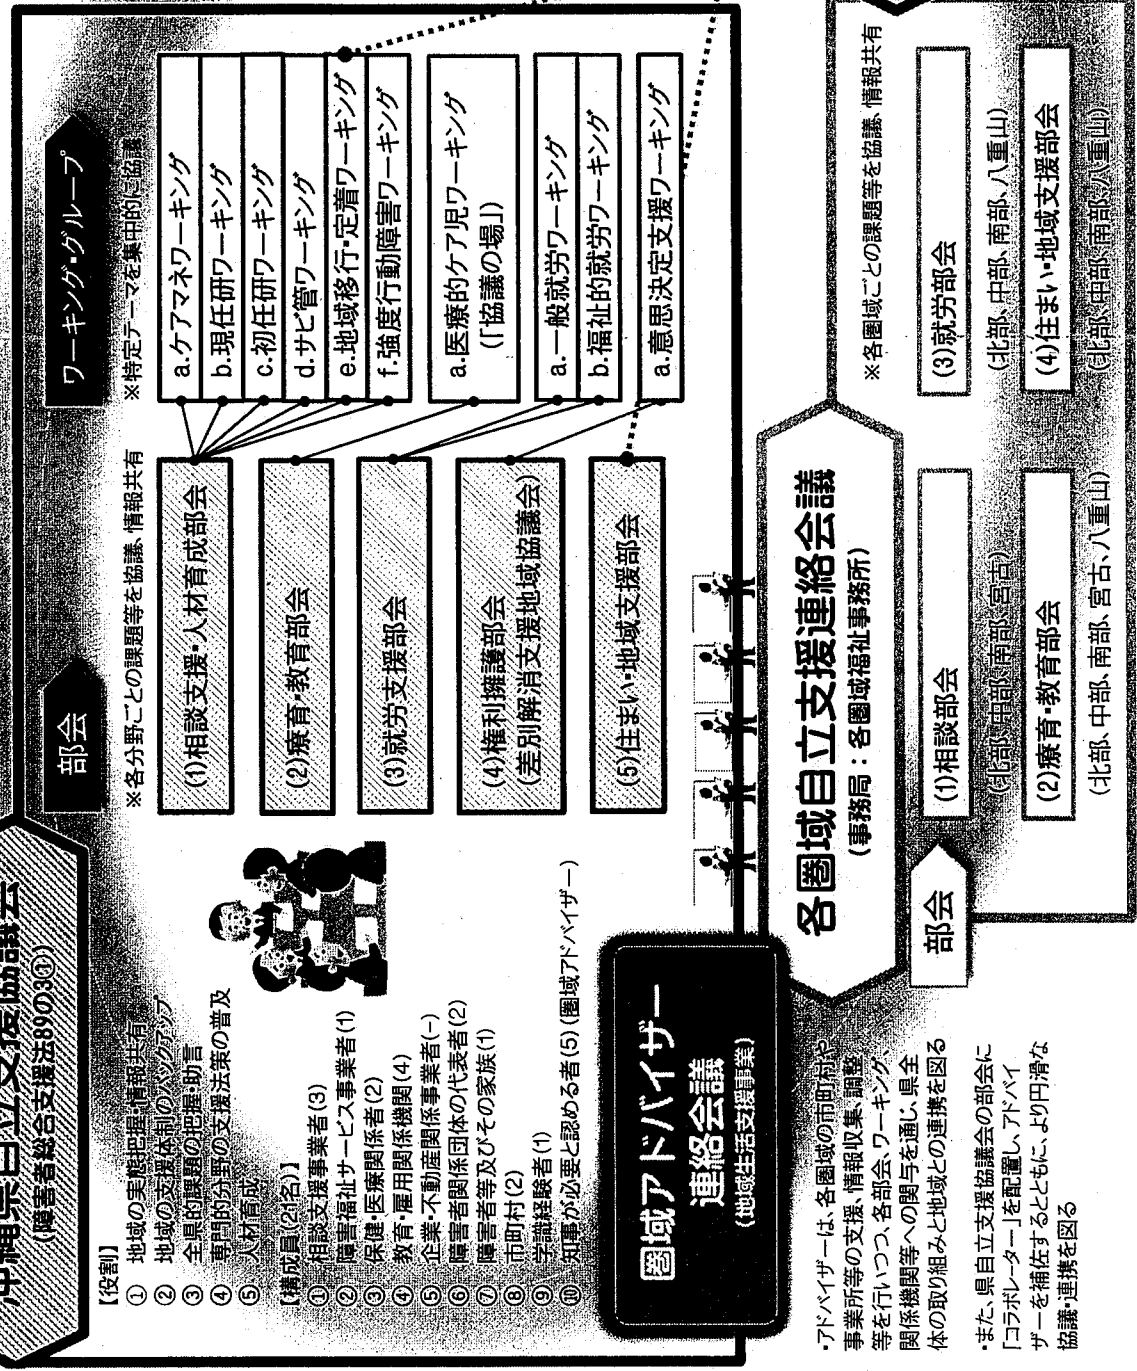 沖縄県自立支援協議会
(障害者総合支援法89の3①)
【役割】
① 地域の実態把握・情報共有
② 地域の支援体制のバックアップ
③ 全県的課題の把握・助言
④ 専門的分野の支援法策の普及
⑤ 人材育成
【構成員(21名)】
① 相談支援事業者(3)
② 障害福祉サービス事業者(1)
③ 保健・医療関係者(2)
④ 教育・雇用関係機関(4)
⑤ 企業・不動産関係事業者(-)
⑥ 障害者関係団体の代表者(2)
⑦ 障害者等及びその家族(1)
⑧ 市町村(2)
⑨ 学識経験者(1)
⑩ 知事が必要と認める者(5)(圏域アドバイザー)
部会
※各分野ごとの課題等を協議、情報共有
(1)相談支援・人材育成部会
(2)療育・教育部会
(3)就労支援部会
(4)権利擁護部会
(差別解消支援地域協議会)
(5)住まい・地域支援部会
ワーキング・グループ
※特定テーマを集中的に協議
a.ケアマネワーキング
b.現任研ワーキング
c.初任研ワーキング
d.サビ管ワーキング
e.地域移行・定着ワーキング
f.強度行動障害ワーキング
a.医療的ケア児ワーキング
(「協議の場」)
a.一般就労ワーキング
b.福祉的就労ワーキング
a.意思決定支援ワーキング
圏域アドバイザー
連絡会議
(地域生活支援事業)
・アドバイザーは、各圏域の市町村や
事業所等の支援、情報収集、調整
等を行いつつ、各部会、ワーキング、
関係機関等への関与を通じ、県全
体の取り組みと地域との連携を図る
・また、県自立支援協議会の部会に
「コラボレーター」を配置し、アドバイ
ザーを補佐するとともに、より円滑な
協議・連携を図る
各圏域自立支援連絡会議
(事務局:各圏域福祉事務所)
部会
※各圏域ごとの課題等を協議、情報共有
(1)相談部会
(北部、中部、南部、宮古)
(2)療育・教育部会
(北部、中部、南部、宮古、八重山)
(3)就労部会
(北部、中部、南部、八重山)
(4)住まい・地域支援部会
(北部、中部、南部、八重山)